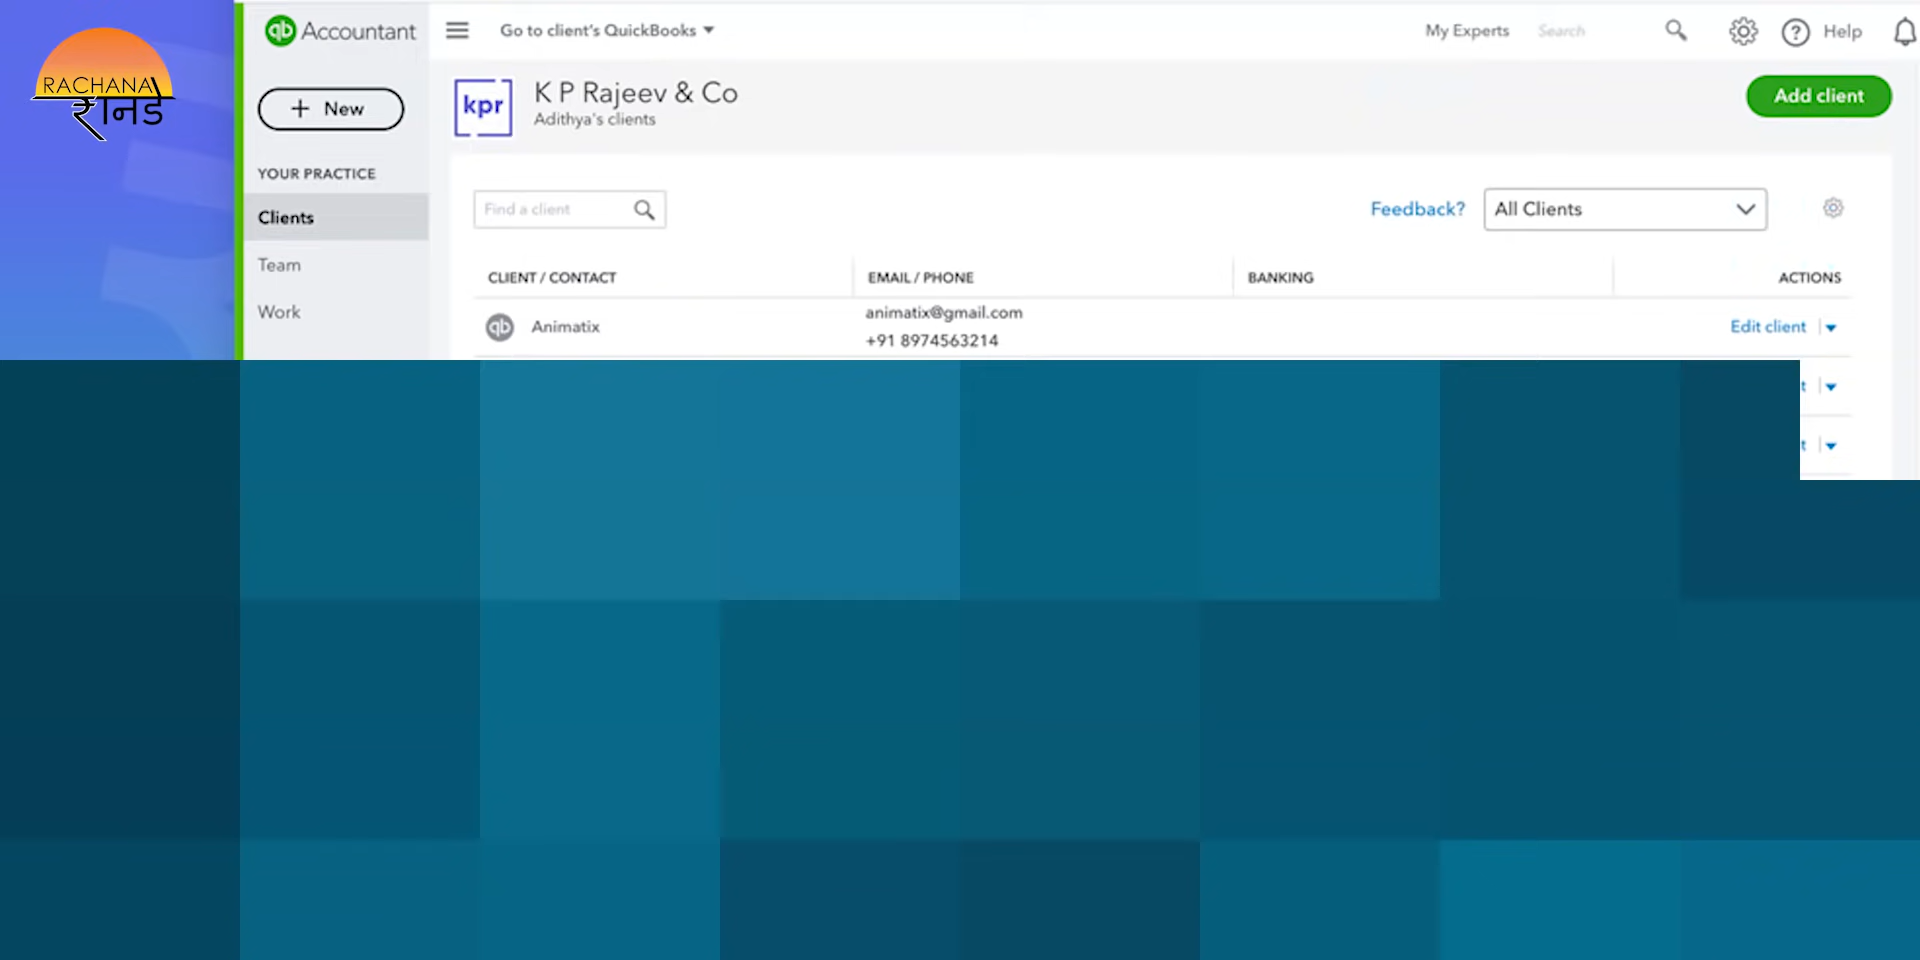 RACHANA
रानडे
qb Accountant
Go to client's QuickBooks
My Experts
Search
Help
+ New
kpr
K P Rajeev & Co
Adithya's clients
Add client
YOUR PRACTICE
Clients
Team
Work
Find a client
Feedback?
All Clients
CLIENT / CONTACT
EMAIL / PHONE
BANKING
ACTIONS
qb Animatix
animatix@gmail.com
+91 8974563214
Edit client